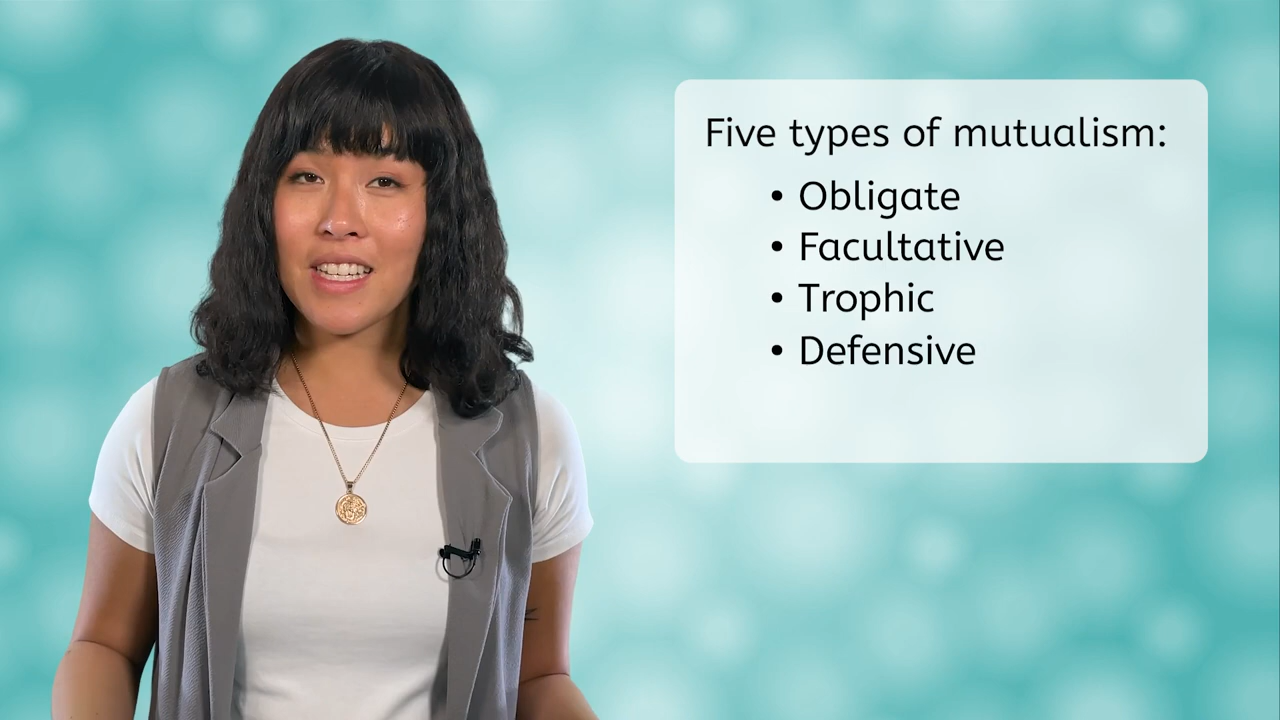 Five types of mutualism:
• Obligate
• Facultative
• Trophic
• Defensive